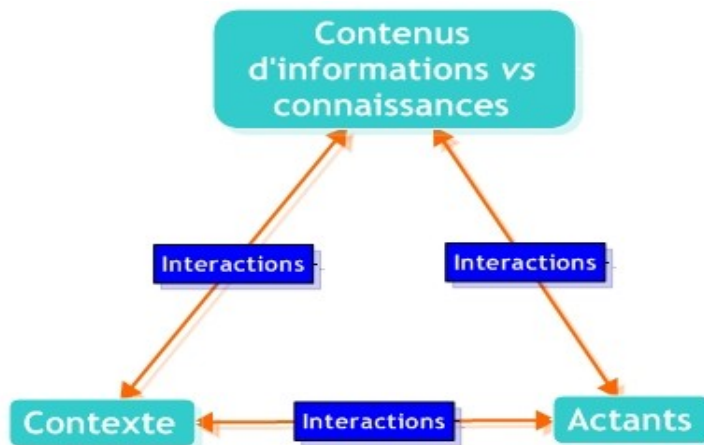 Contenus
d'informations vs
connaissances
Interactions
Interactions
Contexte
Interactions
Actants